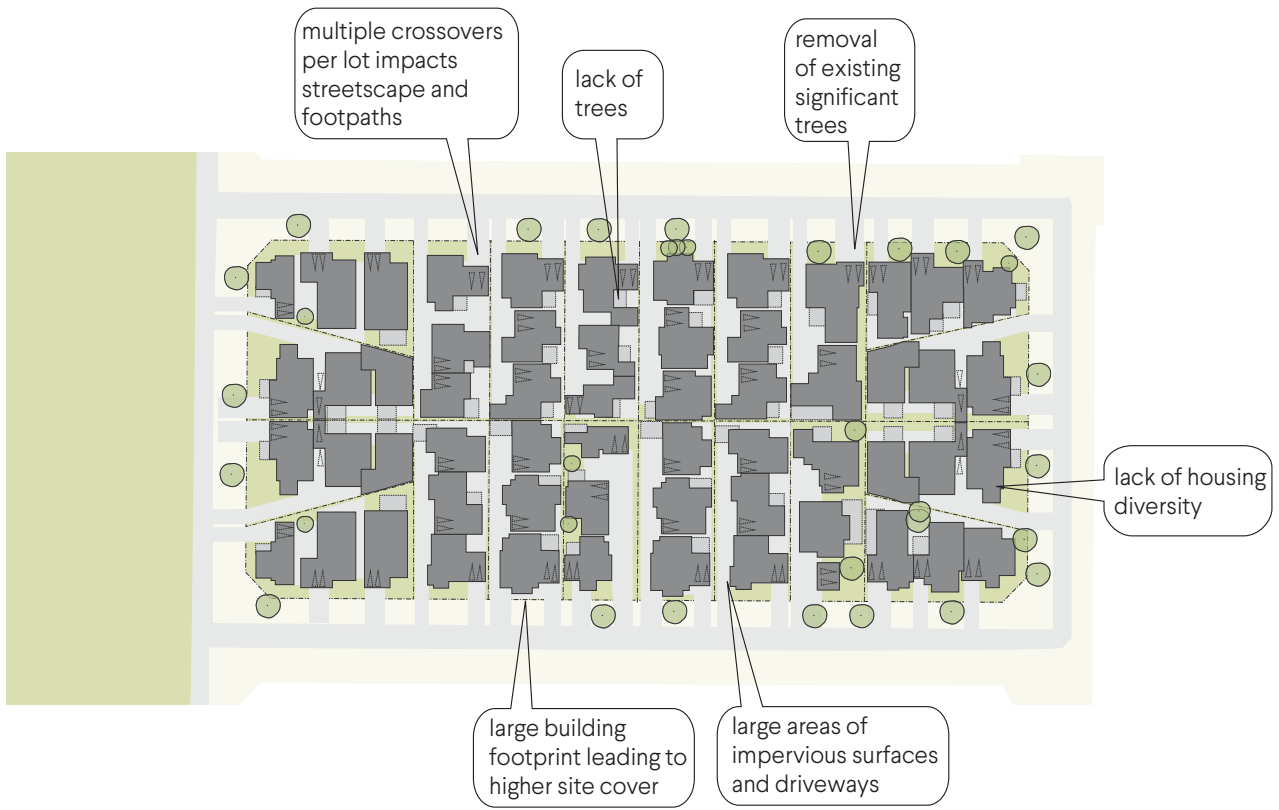 multiple crossovers
per lot impacts
streetscape and
footpaths
lack of
trees
removal
of existing
significant
trees
lack of housing
diversity
large building
footprint leading to
higher site cover
large areas of
impervious surfaces
and driveways